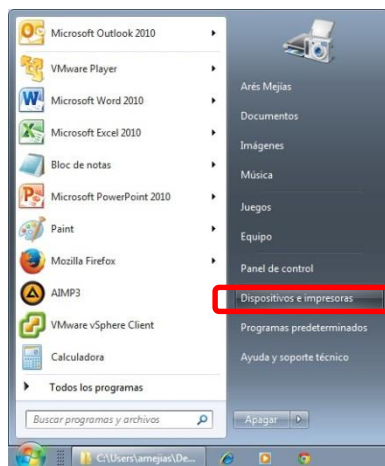 Microsoft Outlook 2010
VMware Player
Microsoft Word 2010
Microsoft Excel 2010
Bloc de notas
Microsoft PowerPoint 2010
Paint
Mozilla Firefox
AIMP3
VMware vSphere Client
Calculadora
Todos los programas
Buscar programas y archivos
Arés Mejías
Documentos
Imágenes
Música
Juegos
Equipo
Panel de control
Dispositivos e impresoras
Programas predeterminados
Ayuda y soporte técnico
Apagar
C:\Users\amejias\De...